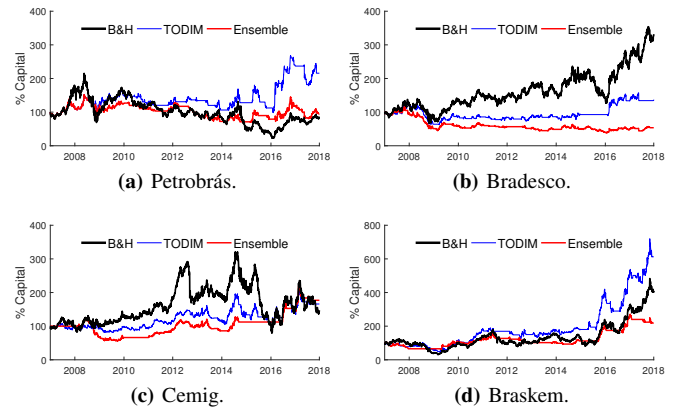 400
B&H TODIM Ensemble
300
200
100
0
% Capital
2008 2010 2012 2014 2016 2018
(a) Petrobrás.
400
B&H TODIM Ensemble
300
200
100
0
% Capital
2008 2010 2012 2014 2016 2018
(b) Bradesco.
400
B&H TODIM Ensemble
300
200
100
0
% Capital
2008 2010 2012 2014 2016 2018
(c) Cemig.
800
B&H TODIM Ensemble
600
400
200
0
% Capital
2008 2010 2012 2014 2016 2018
(d) Braskem.